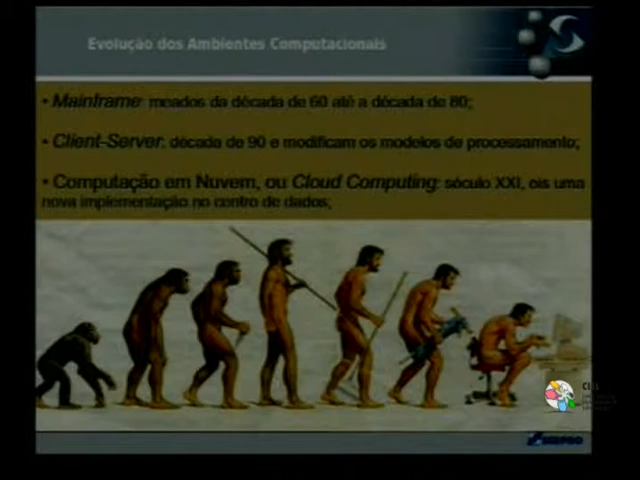 Evolução dos Ambientes Computacionais
• Mainframe: meados da década de 60 até a década de 80;
• Client-Server: década de 90 e modificam os modelos de processamento;
• Computação em Nuvem, ou Cloud Computing: século XXI, eis uma
nova implementação no centro de dados;
SERPRO